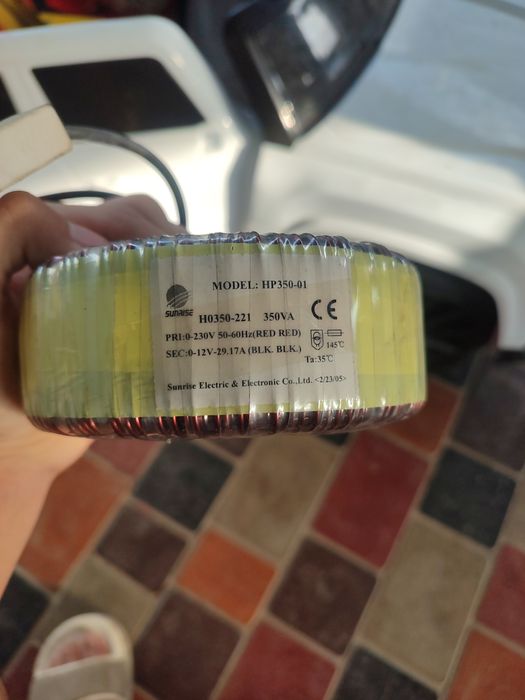 MODEL: HP350-01
SUNRISE
H0350-221 350VA CE
PRI:0-230V 50-60Hz(RED RED)
SEC:0-12V-29.17A (BLK. BLK.)
145℃
Ta:35℃
Sunrise Electric & Electronic Co.,Ltd. <2/23/05>